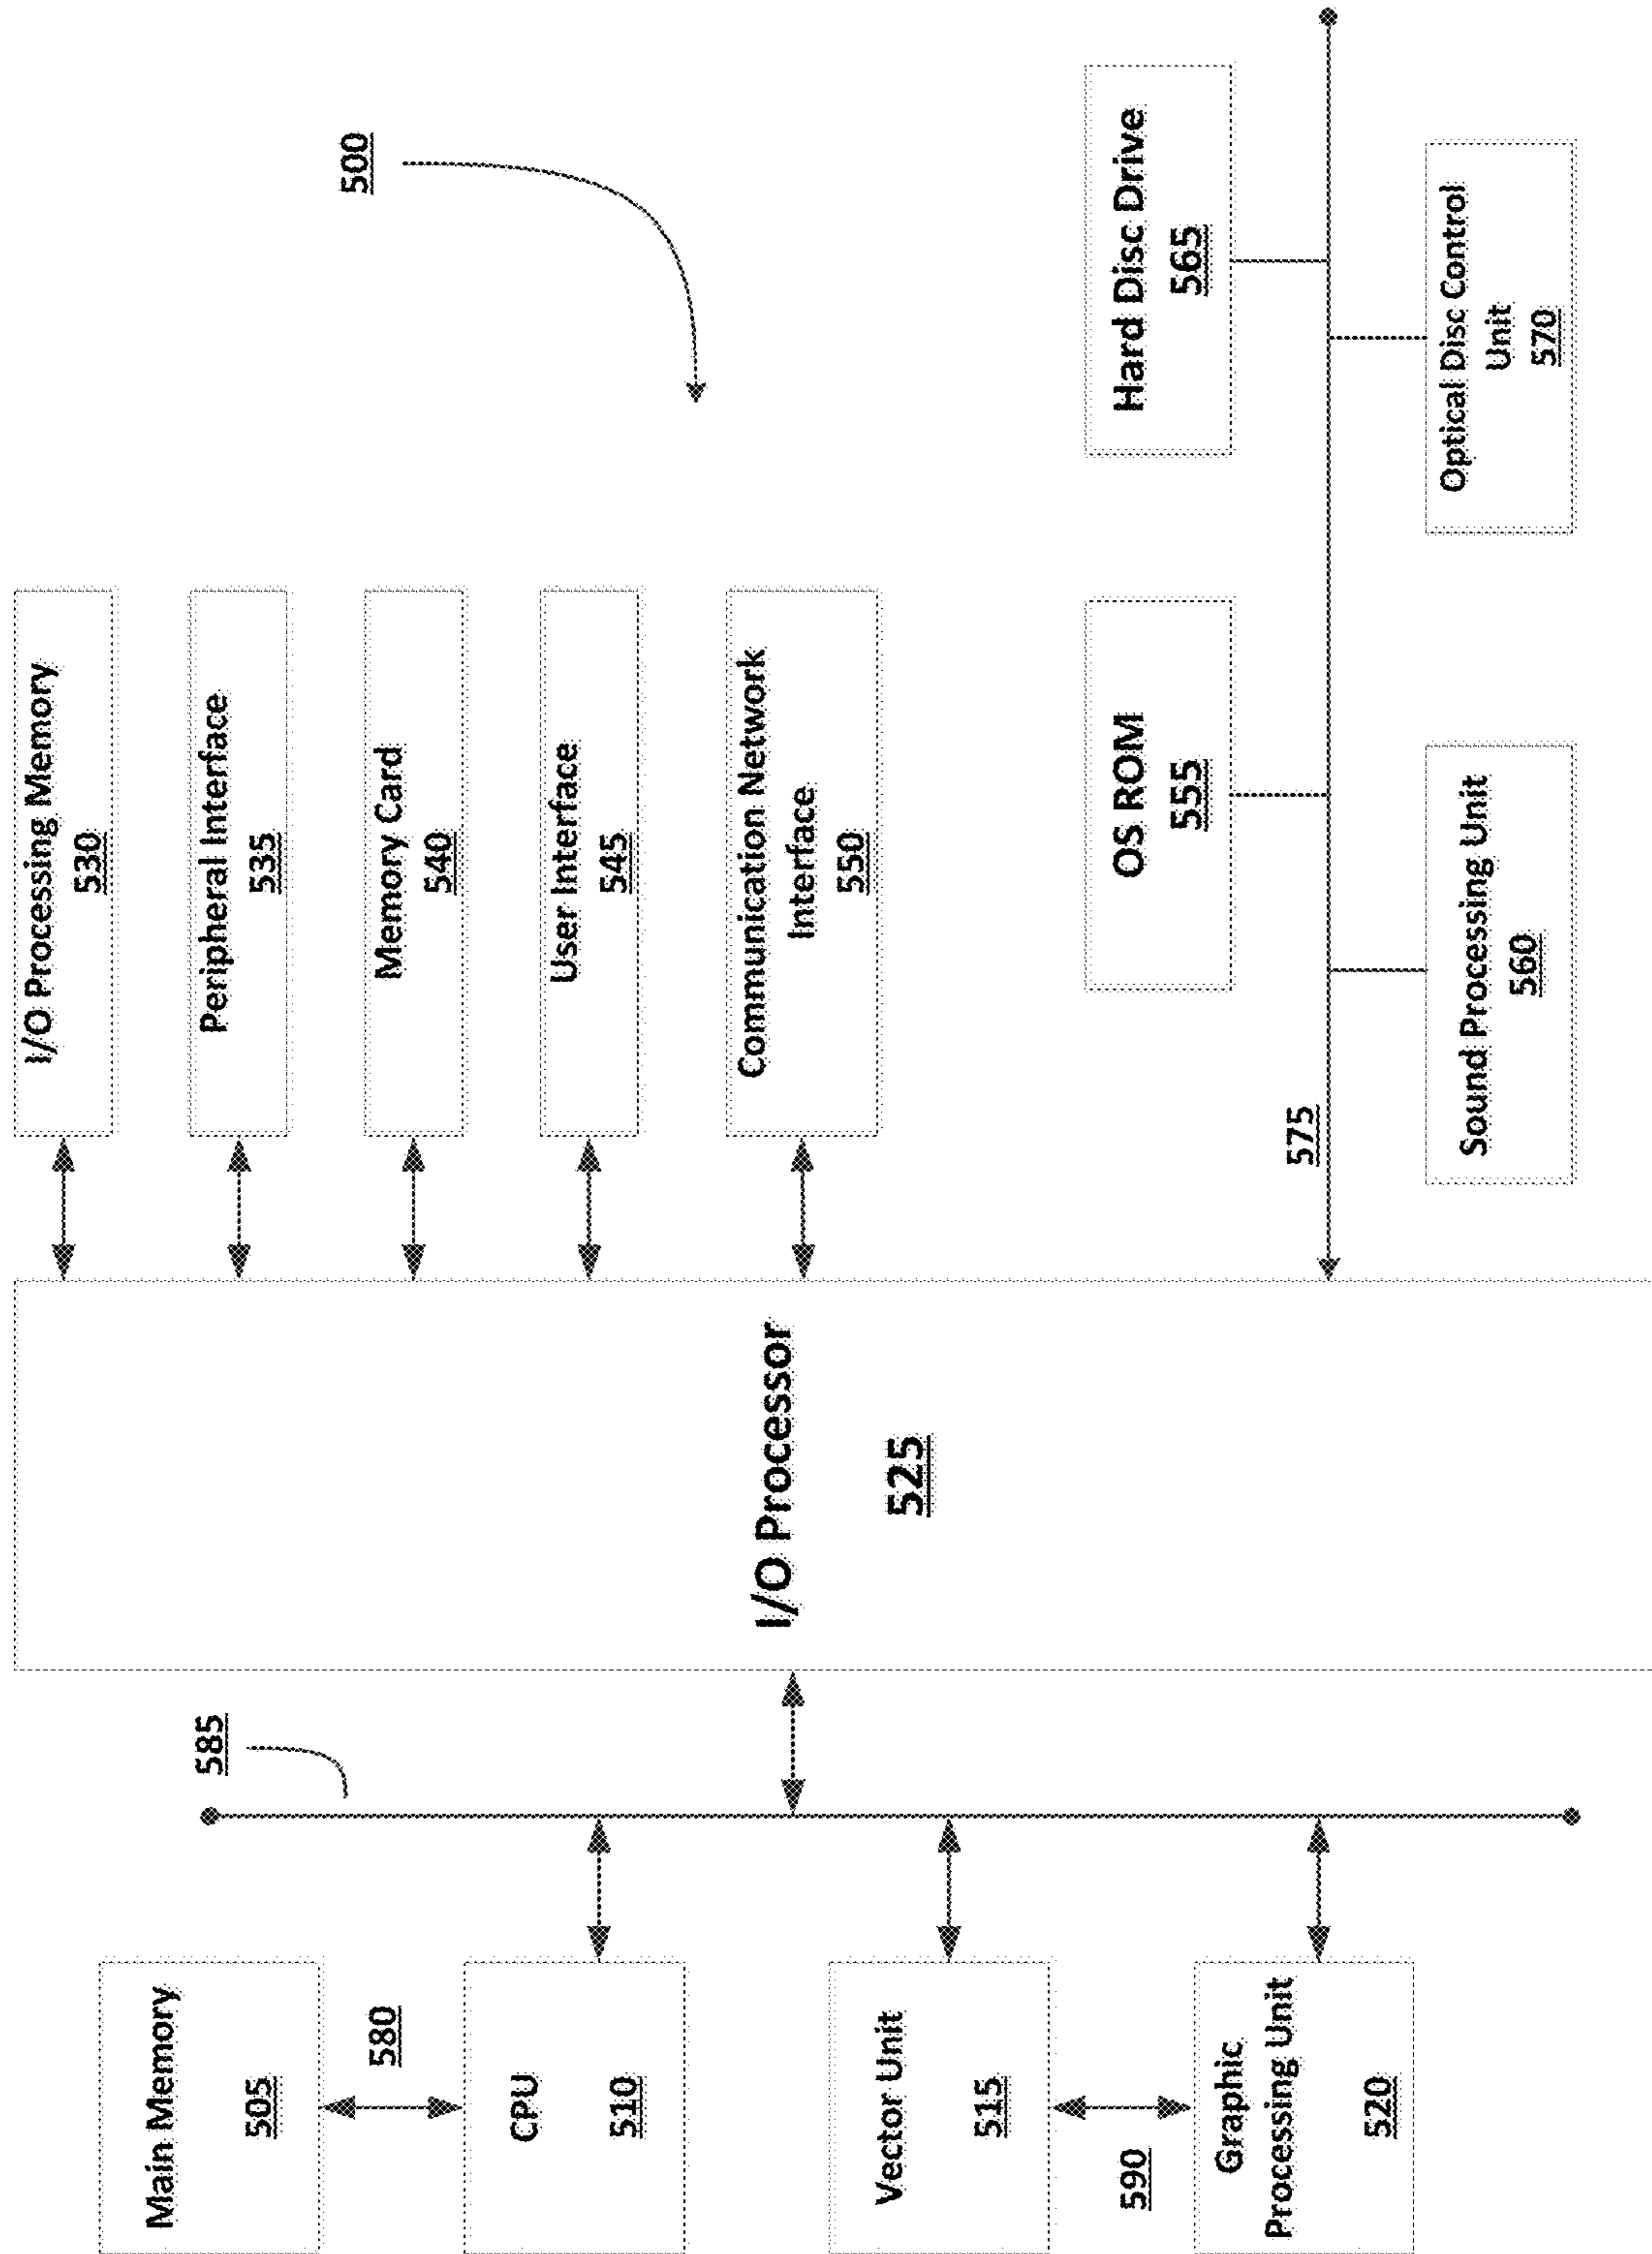 500
585
Main Memory
505
580
CPU
510
Vector Unit
515
590
Graphic
Processing Unit
520
I/O Processor
525
I/O Processing Memory
530
Peripheral Interface
535
Memory Card
540
User Interface
545
Communication Network
Interface
550
575
OS ROM
555
Hard Disc Drive
565
Sound Processing Unit
560
Optical Disc Control
Unit
570